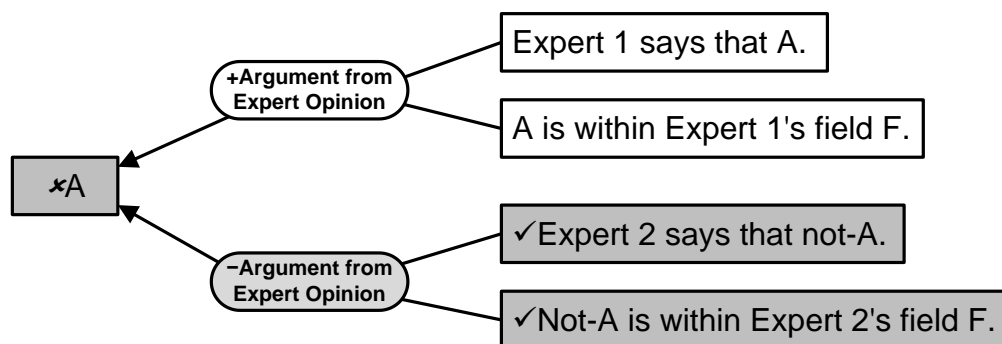 Expert 1 says that A.
+Argument from
Expert Opinion
A is within Expert 1's field F.
✘A
✓Expert 2 says that not-A.
−Argument from
Expert Opinion
✓Not-A is within Expert 2's field F.